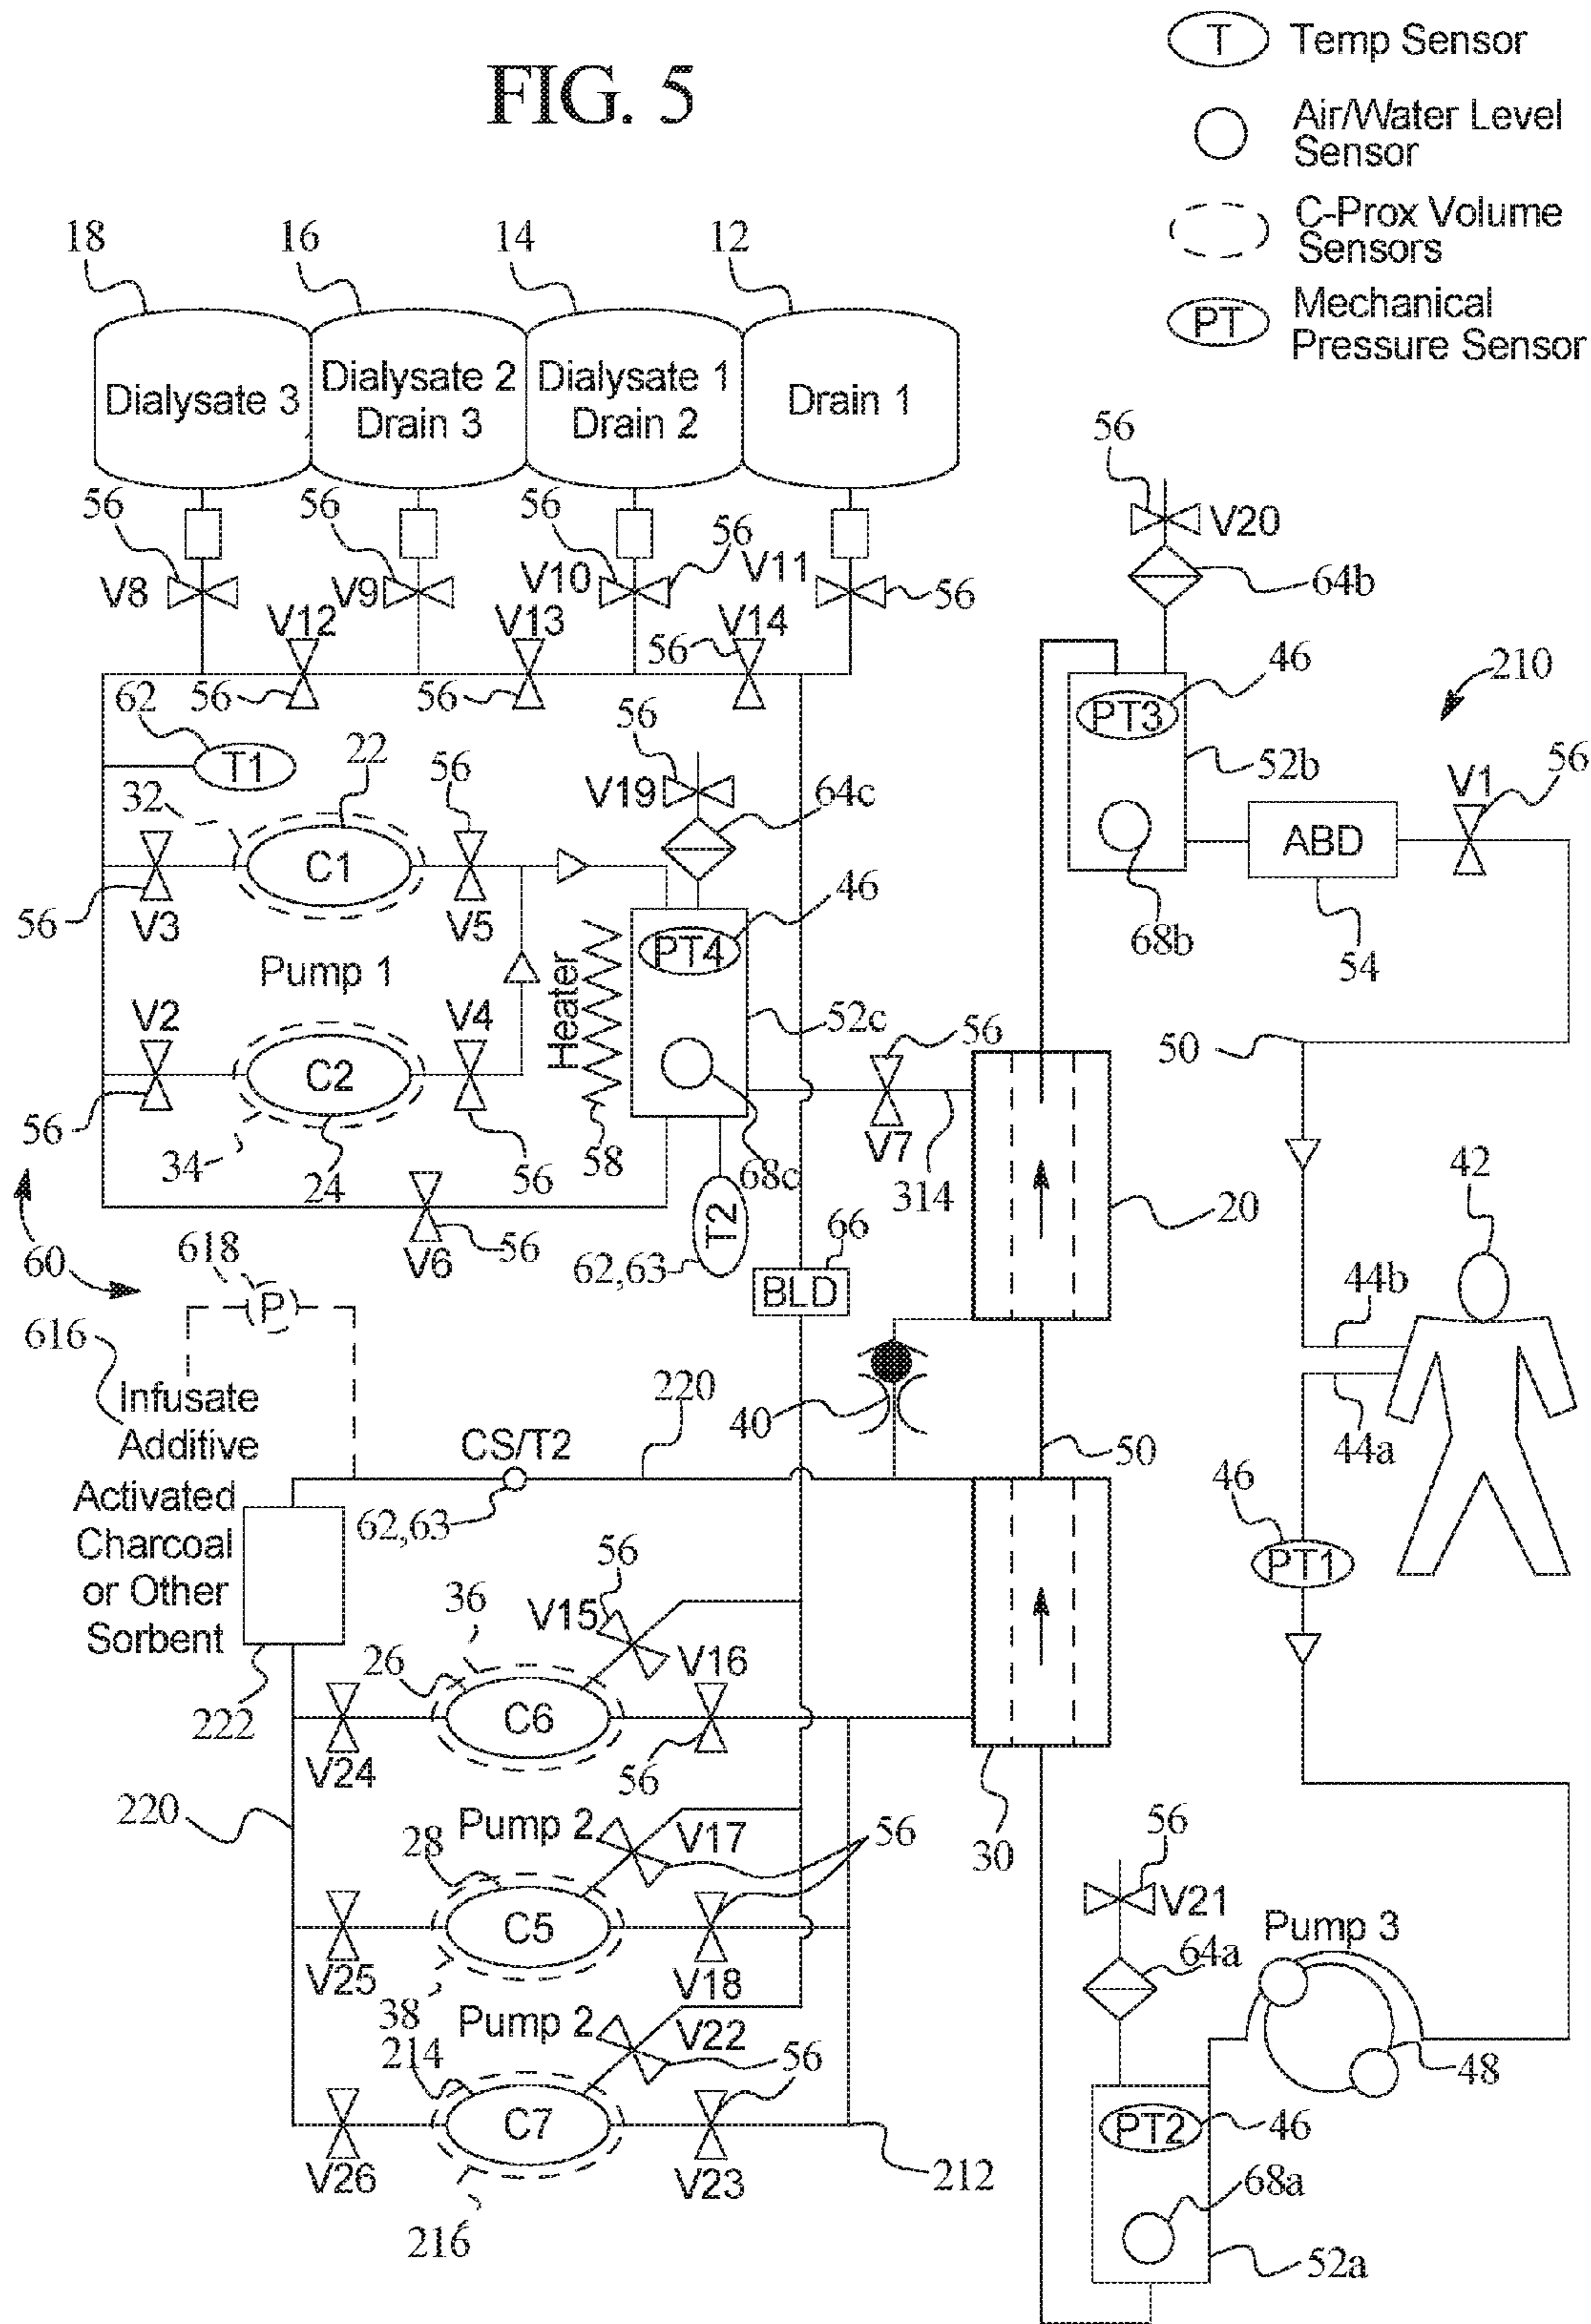 FIG. 5
T Temp Sensor
Air/Water Level
Sensor
C-Prox Volume
Sensors
PT Mechanical
Pressure Sensor
18 16 14 12
Dialysate 3
Dialysate 2
Drain 3
Dialysate 1
Drain 2
Drain 1
56 56 56 56
V8 V9 V10 V11 56
V12 V13 V14
56 56 56
56
V20
64b
46
210
PT3
52b
V1 56
ABD
68b
54
50
62
T1
22
32
56
C1
56
V3 V5
Pump 1
V2 V4
C2
56
34
24
56
56
V19
64c
46
PT4
Heater
58
52c
68c
T2
62,63
56
V7
314
20
60
V6
56
66
BLD
42
44b
44a
618
P
616
Infusate
Additive
Activated
Charcoal
or Other
Sorbent
CS/T2
62,63
220
40
50
46
PT1
222
56
V15
36
26
C6
V16
V24
56
220
Pump 2
28
V17
56
C5
V25
V18
38
30
Pump 2
214
V22
56
C7
V26
V23
216
212
56
V21
Pump 3
64a
48
PT2
46
68a
52a